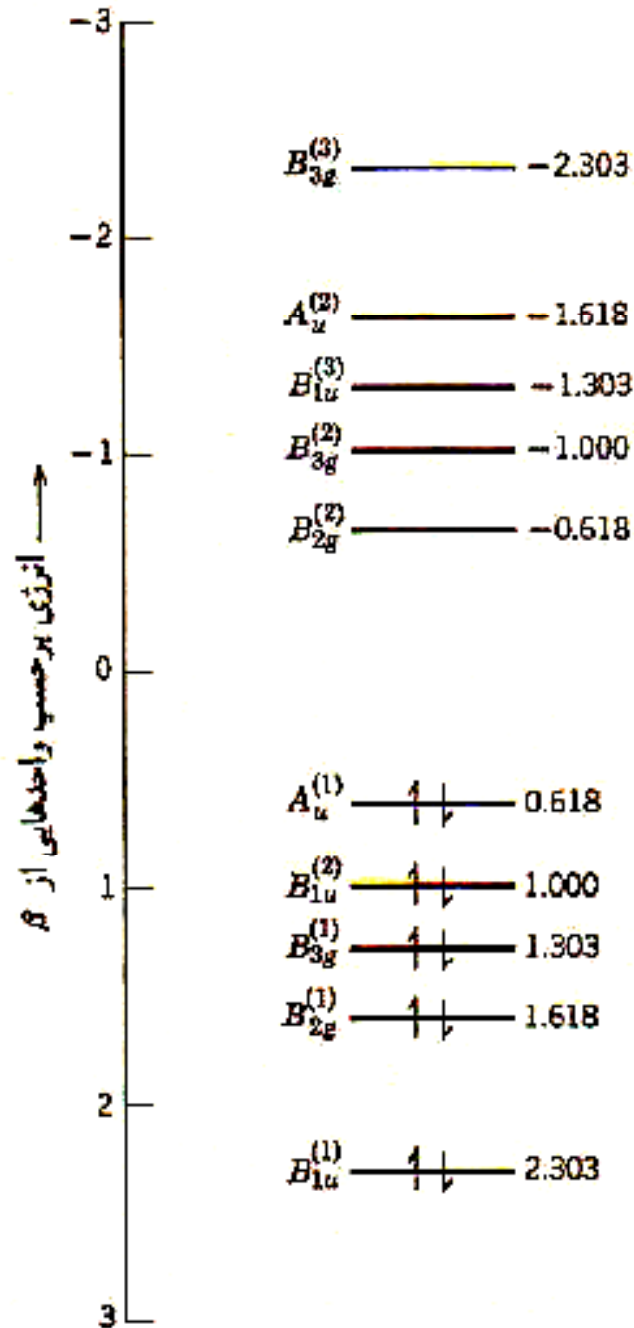 −3
B_{3g}^{(3)} −2.303
−2
A_u^{(2)} −1.618
B_{1u}^{(3)} −1.303
−1
B_{3g}^{(2)} −1.000
B_{2g}^{(2)} −0.618
انرژی برحسب واحدهایی از β
0
A_u^{(1)} 0.618
1
B_{1u}^{(2)} 1.000
B_{3g}^{(1)} 1.303
B_{2g}^{(1)} 1.618
2
B_{1u}^{(1)} 2.303
3